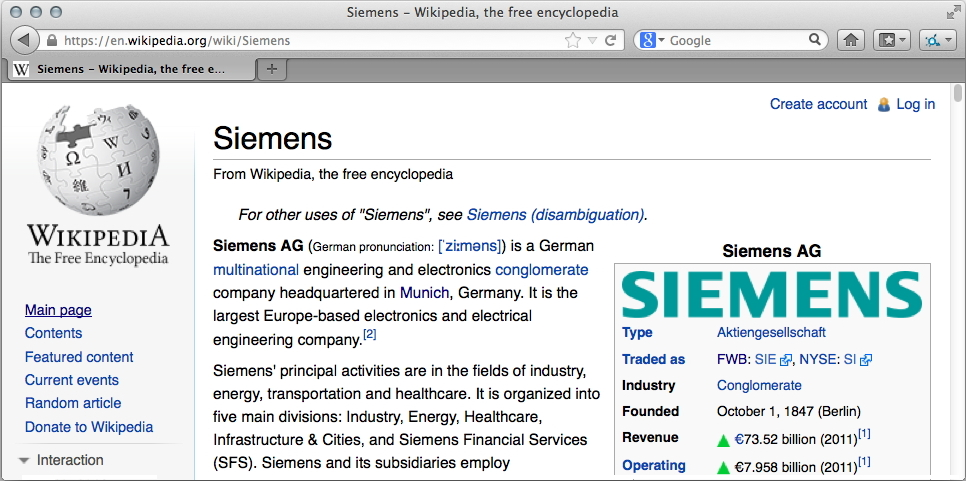 Siemens – Wikipedia, the free encyclopedia
https://en.wikipedia.org/wiki/Siemens
Google
Siemens – Wikipedia, the free e...
Create account
Log in
WIKIPEDIA
The Free Encyclopedia
Main page
Contents
Featured content
Current events
Random article
Donate to Wikipedia
Interaction
Siemens
From Wikipedia, the free encyclopedia
For other uses of "Siemens", see Siemens (disambiguation).
Siemens AG (German pronunciation: [ˈziːməns]) is a German
multinational engineering and electronics conglomerate
company headquartered in Munich, Germany. It is the
largest Europe-based electronics and electrical
engineering company.[2]
Siemens' principal activities are in the fields of industry,
energy, transportation and healthcare. It is organized into
five main divisions: Industry, Energy, Healthcare,
Infrastructure & Cities, and Siemens Financial Services
(SFS). Siemens and its subsidiaries employ
Siemens AG
SIEMENS
Type Aktiengesellschaft
Traded as FWB: SIE, NYSE: SI
Industry Conglomerate
Founded October 1, 1847 (Berlin)
Revenue €73.52 billion (2011)[1]
Operating €7.958 billion (2011)[1]